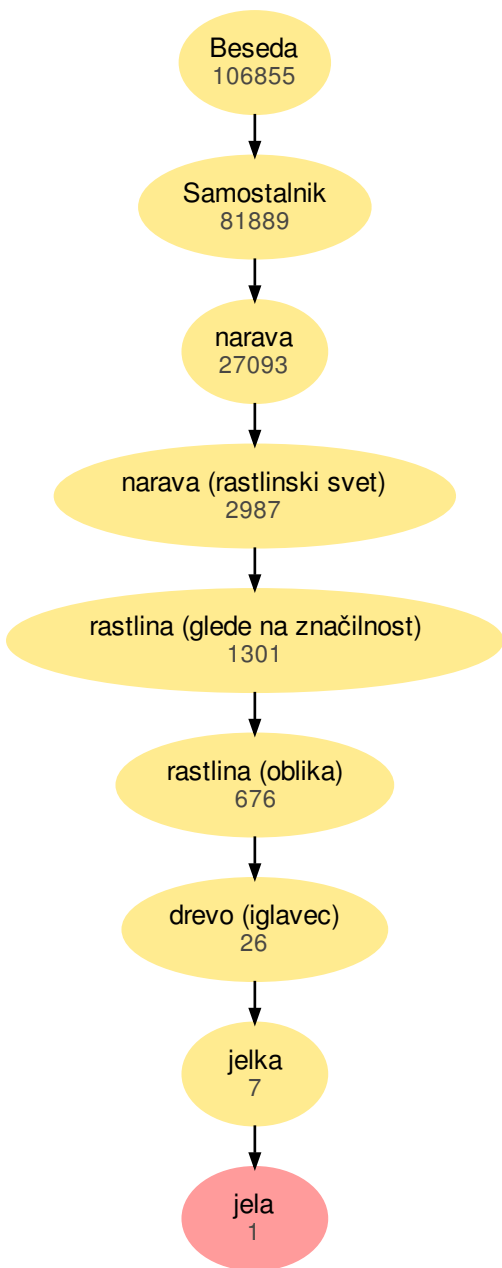 Beseda
106855
Samostalnik
81889
narava
27093
narava (rastlinski svet)
2987
rastlina (glede na značilnost)
1301
rastlina (oblika)
676
drevo (iglavec)
26
jelka
7
jela
1